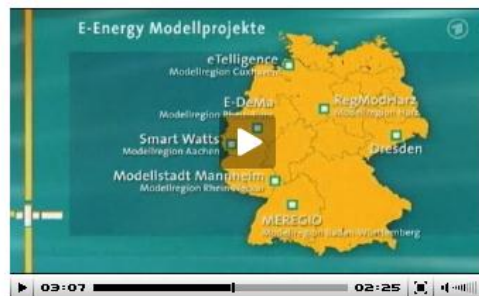 E-Energy Modellprojekte
eTelligence
Modellregion Cuxhaven
E-DeMa
Modellregion
RegModHarz
Modellregion Harz
Smart Watts
Modellregion Aachen
Dresden
Modellstadt Mannheim
Modellregion Rhein-Neckar
MEREGIO
Modellregion Baden-Württemberg
03:07
02:25